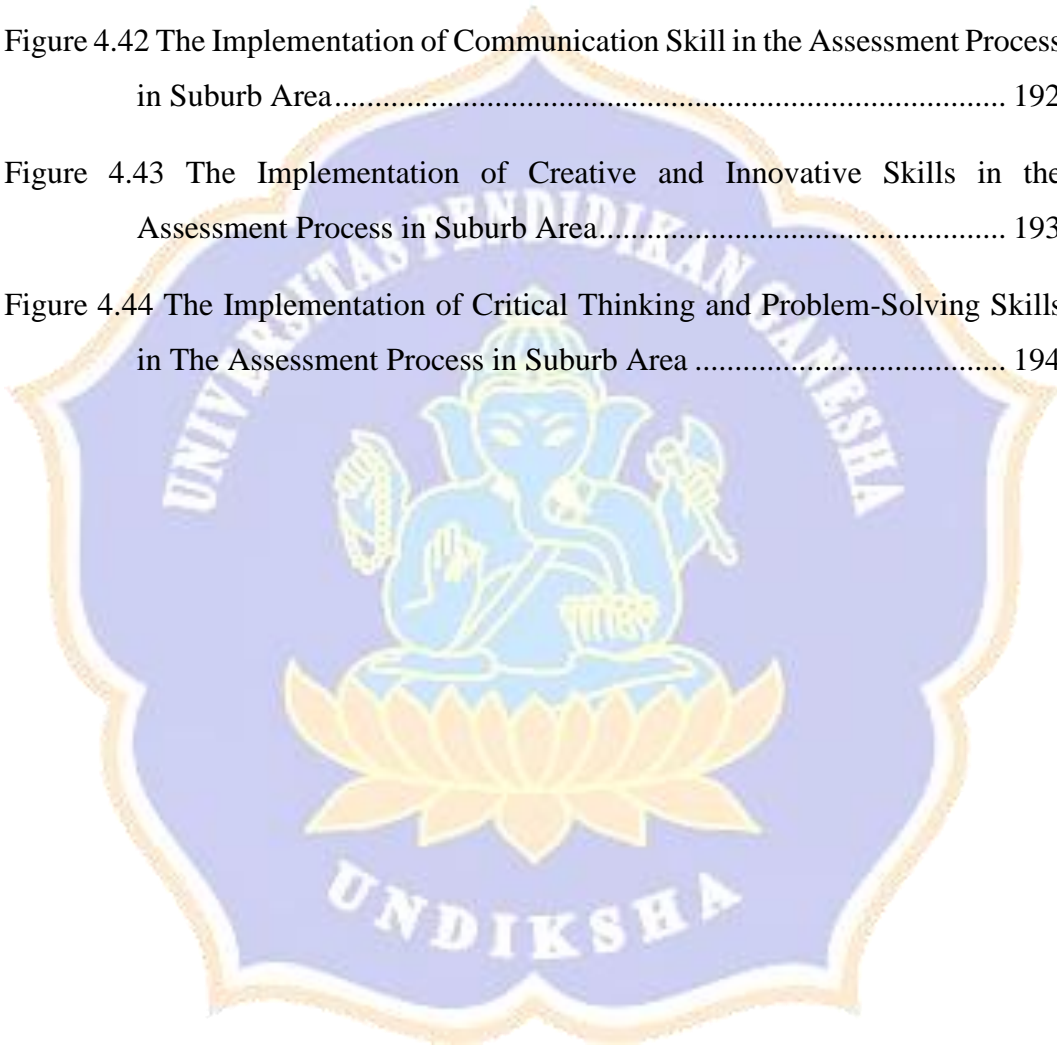 Figure 4.42 The Implementation of Communication Skill in the Assessment Process
in Suburb Area.......................................................................................... 192
Figure 4.43 The Implementation of Creative and Innovative Skills in the
Assessment Process in Suburb Area....................................................... 193
Figure 4.44 The Implementation of Critical Thinking and Problem-Solving Skills
in The Assessment Process in Suburb Area .......................................... 194
UNIVERSITAS PENDIDIKAN GANESHA
UNDIKSHA